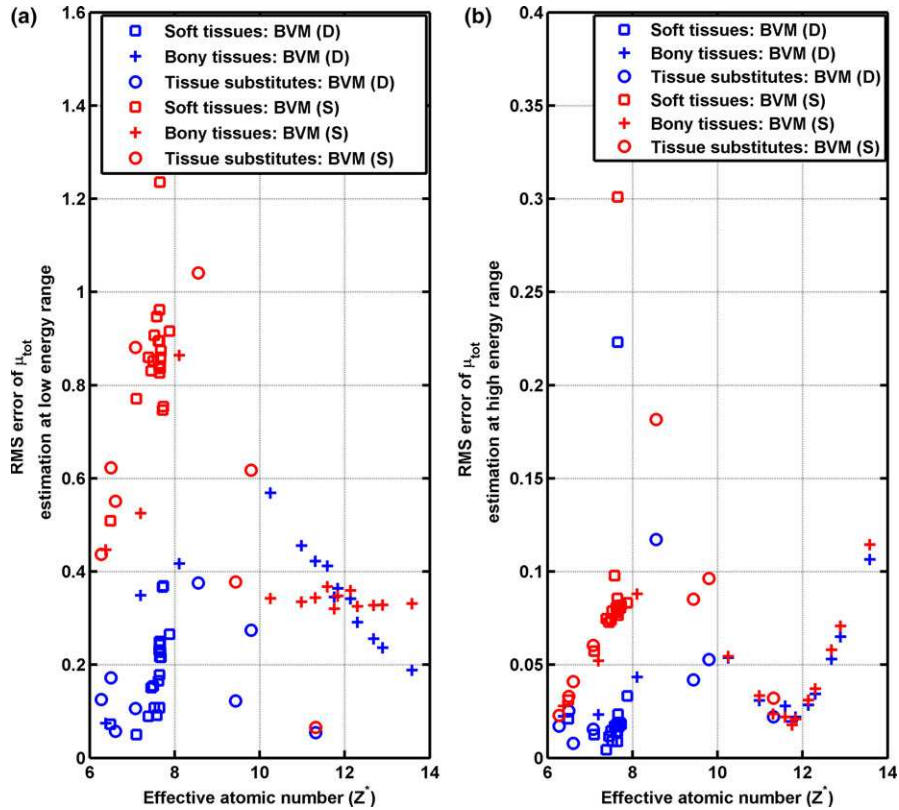 (a)
Soft tissues: BVM (D)
Bony tissues: BVM (D)
Tissue substitutes: BVM (D)
Soft tissues: BVM (S)
Bony tissues: BVM (S)
Tissue substitutes: BVM (S)
1.6
1.4
1.2
1
0.8
0.6
0.4
0.2
0
6 8 10 12 14
RMS error of μtot
estimation at low energy range
Effective atomic number (Z*)
(b)
Soft tissues: BVM (D)
Bony tissues: BVM (D)
Tissue substitutes: BVM (D)
Soft tissues: BVM (S)
Bony tissues: BVM (S)
Tissue substitutes: BVM (S)
0.4
0.35
0.3
0.25
0.2
0.15
0.1
0.05
0
6 8 10 12 14
RMS error of μtot
estimation at high energy range
Effective atomic number (Z*)